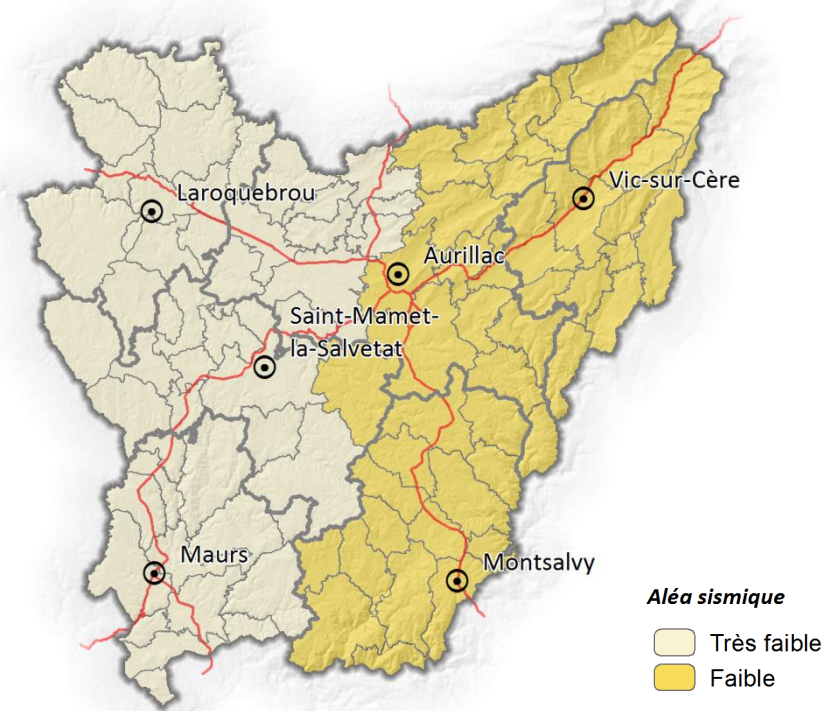 Vic-sur-Cère
Laroquebrou
Aurillac
Saint-Mamet-
la-Salvetat
Maurs
Montsalvy
Aléa sismique
Très faible
Faible